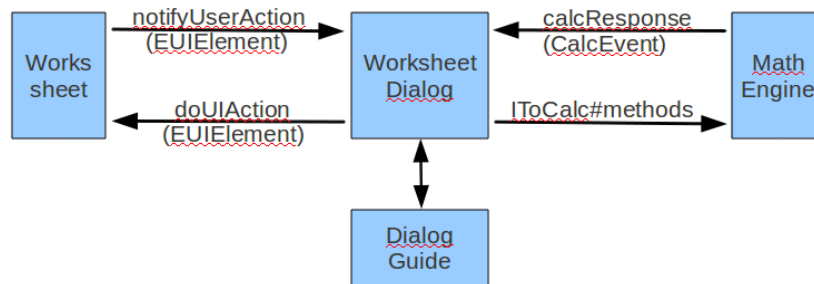 notifyUserAction
(EUIElement)
calcResponse
(CalcEvent)
Works
sheet
Worksheet
Dialog
Math
Engine
doUIAction
(EUIElement)
IToCalc#methods
Dialog
Guide